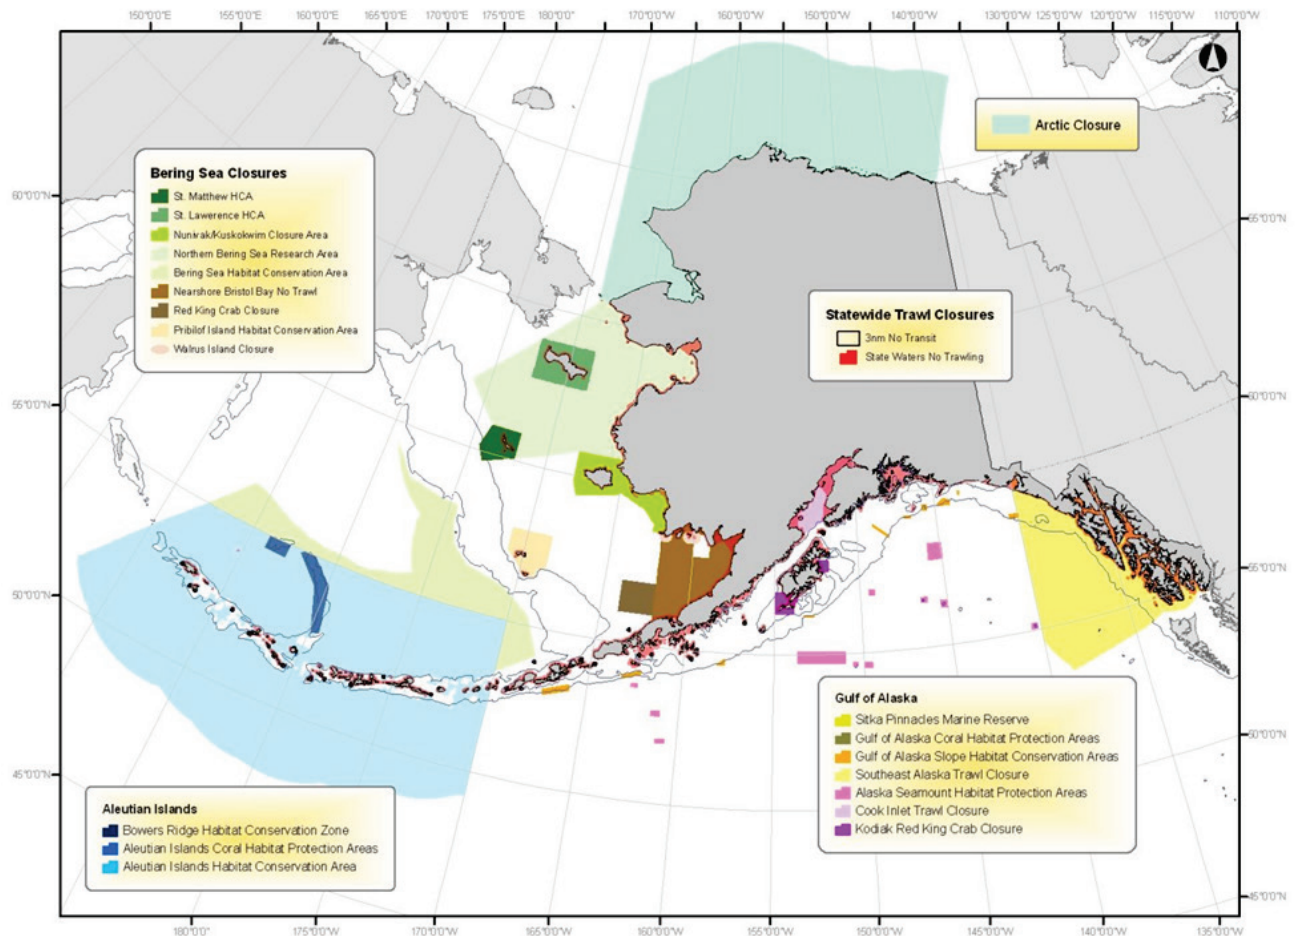 150°0'0"E 155°0'0"E 160°0'0"E 165°0'0"E 170°0'0"E 175°0'0"E 180°0'0" 170°0'0"W 160°0'0"W 150°0'0"W 140°0'0"W 130°0'0"W 125°0'0"W 120°0'0"W 115°0'0"W 110°0'0"W
Arctic Closure
Bering Sea Closures
St. Matthew HCA
St. Lawerence HCA
Nunivak/Kuskokwim Closure Area
Northern Bering Sea Research Area
Bering Sea Habitat Conservation Area
Nearshore Bristol Bay No Trawl
Red King Crab Closure
Pribilof Island Habitat Conservation Area
Walrus Island Closure
60°0'0"N
55°0'0"N
50°0'0"N
45°0'0"N
Statewide Trawl Closures
3nm No Transit
State Waters No Trawling
65°0'0"N
60°0'0"N
55°0'0"N
50°0'0"N
45°0'0"N
Gulf of Alaska
Sitka Pinnacles Marine Reserve
Gulf of Alaska Coral Habitat Protection Areas
Gulf of Alaska Slope Habitat Conservation Areas
Southeast Alaska Trawl Closure
Alaska Seamount Habitat Protection Areas
Cook Inlet Trawl Closure
Kodiak Red King Crab Closure
Aleutian Islands
Bowers Ridge Habitat Conservation Zone
Aleutian Islands Coral Habitat Protection Areas
Aleutian Islands Habitat Conservation Area
180°0'0" 175°0'0"W 170°0'0"W 165°0'0"W 160°0'0"W 155°0'0"W 150°0'0"W 145°0'0"W 140°0'0"W 135°0'0"W